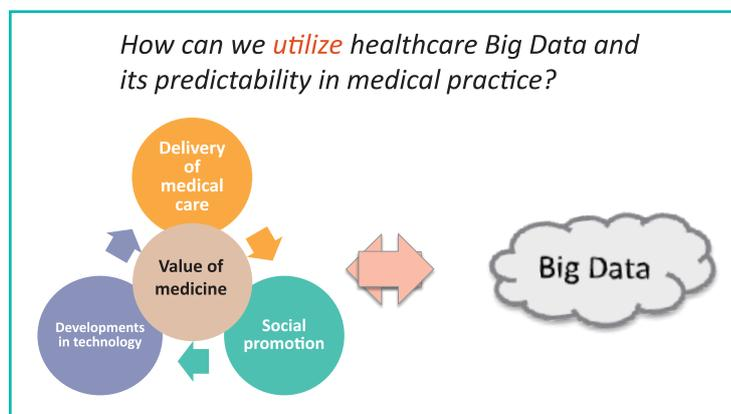 How can we utilize healthcare Big Data and
its predictability in medical practice?
Delivery
of
medical
care
Value of
medicine
Developments
in technology
Social
promotion
Big Data